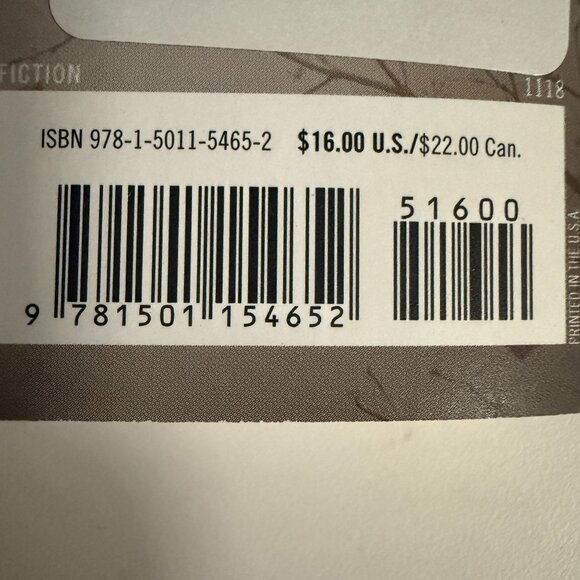 FICTION
1118
ISBN 978-1-5011-5465-2 $16.00 U.S./$22.00 Can.
51600
9 781501 154652
PRINTED IN THE U.S.A.